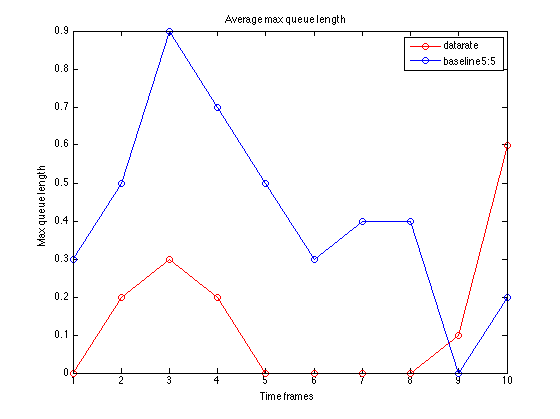 Average max queue length
datarate
baseline5:5
Max queue length
0.9
0.8
0.7
0.6
0.5
0.4
0.3
0.2
0.1
0
1 2 3 4 5 6 7 8 9 10
Time frames